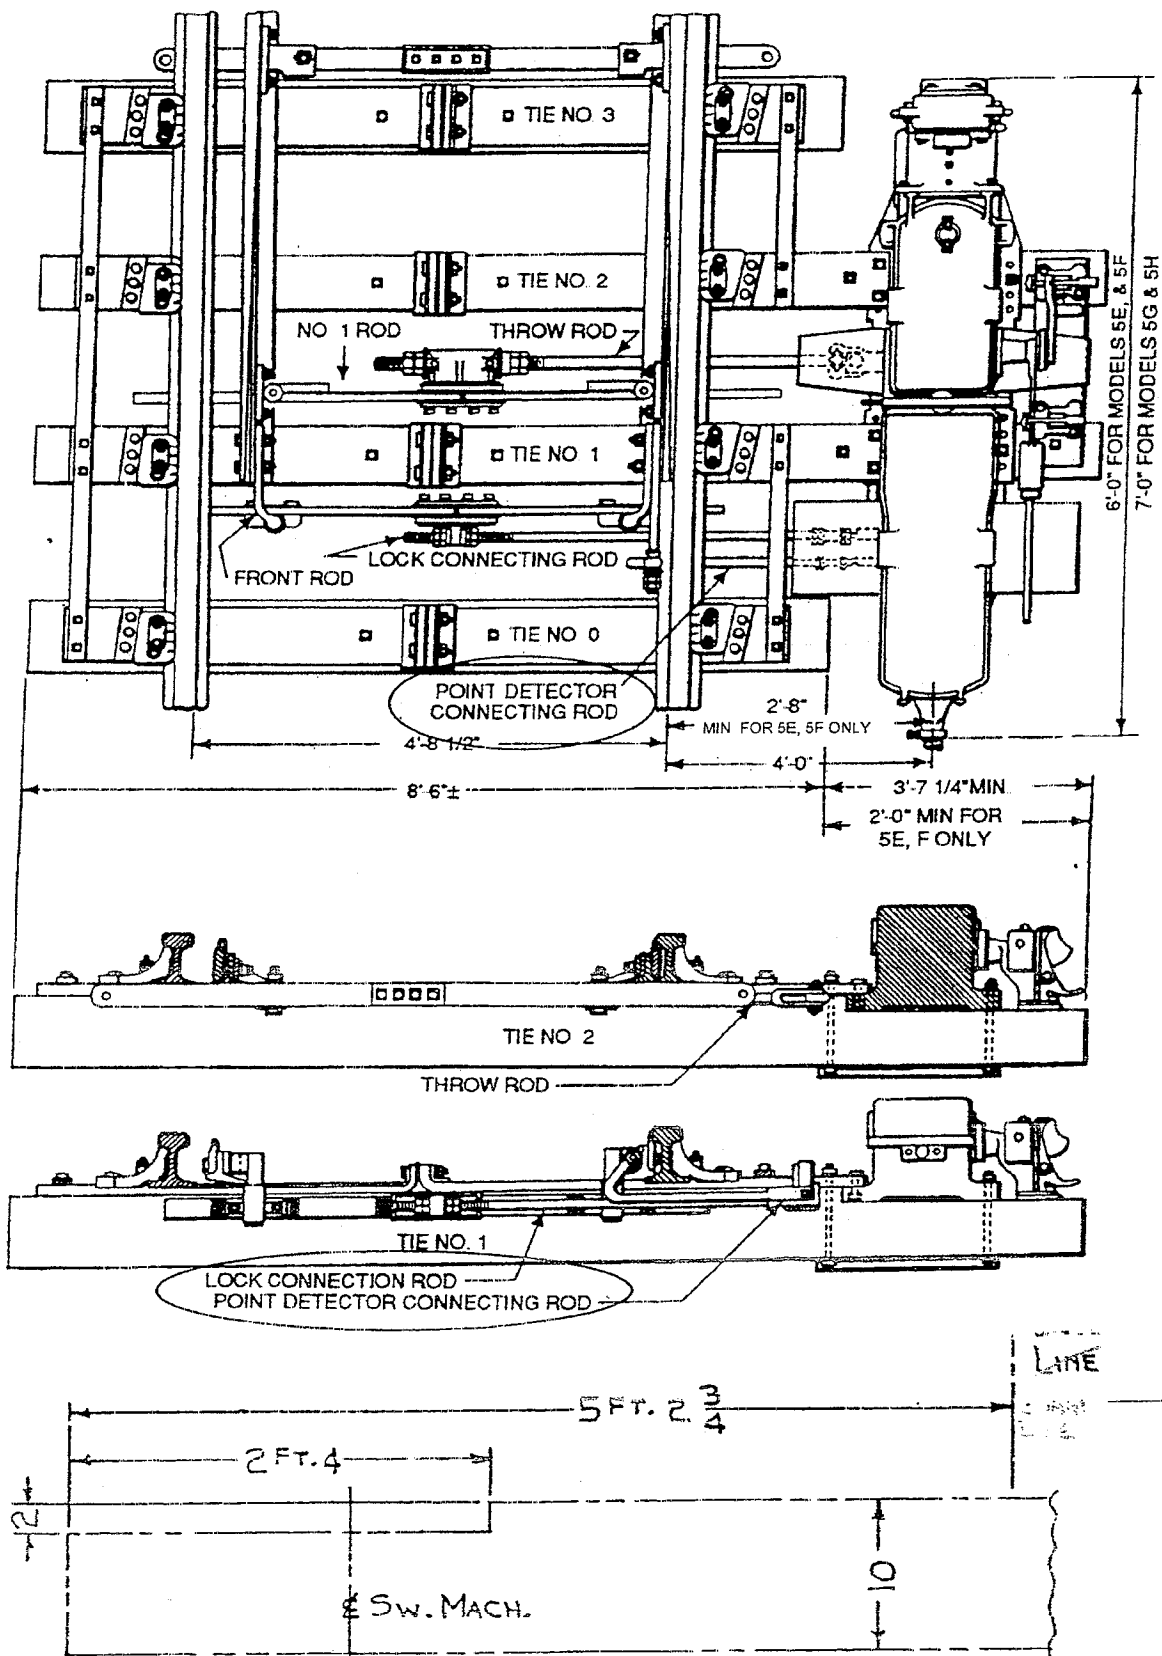 TIE NO. 3
TIE NO. 2
NO 1 ROD
THROW ROD
TIE NO. 1
LOCK CONNECTING ROD
FRONT ROD
TIE NO. 0
POINT DETECTOR
CONNECTING ROD
6'-0" FOR MODELS 5E, & 5F
7'-0" FOR MODELS 5G & 5H
2'-8"
MIN FOR 5E, 5F ONLY
4'-8 1/2"
4'-0"
8'-6"±
3'-7 1/4" MIN
2'-0" MIN FOR
5E, F ONLY
TIE NO 2
THROW ROD
TIE NO. 1
LOCK CONNECTION ROD
POINT DETECTOR CONNECTING ROD
LINE
5 FT. 2 3/4
2 FT. 4
2
10
℄ SW. MACH.